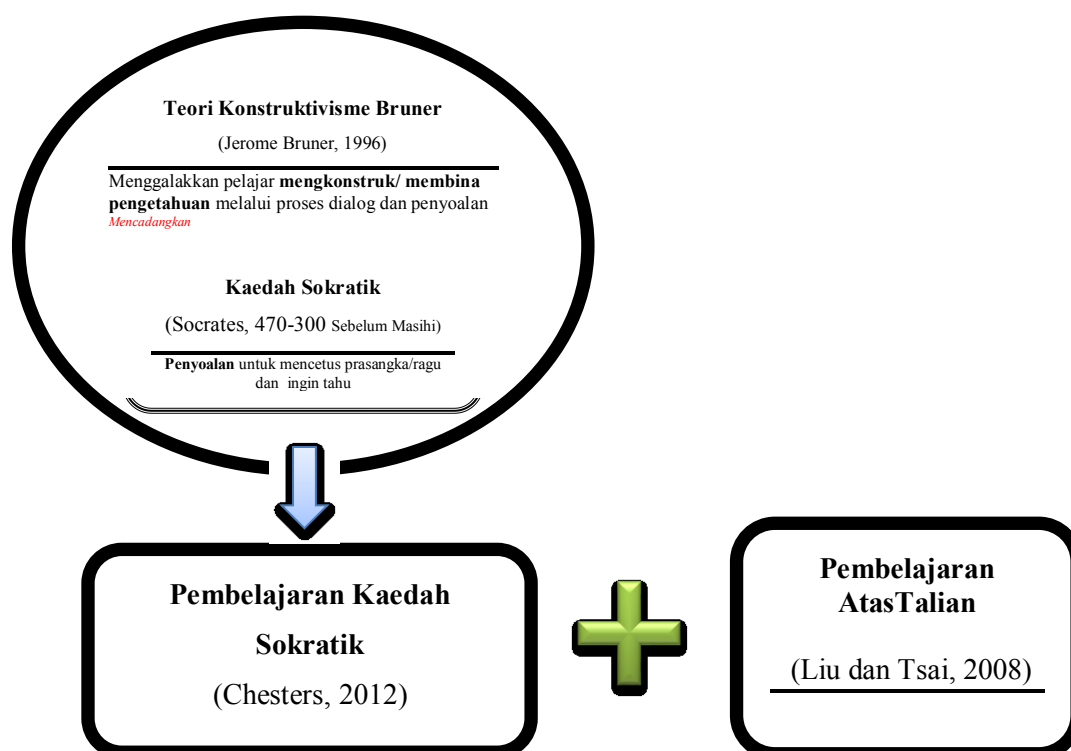 Teori Konstruktivisme Bruner
(Jerome Bruner, 1996)
Menggalakkan pelajar mengkonstruk/ membina
pengetahuan melalui proses dialog dan penyoalan
Mencadangkan
Kaedah Sokratik
(Socrates, 470-300 Sebelum Masihi)
Penyoalan untuk mencetus prasangka/ragu
dan ingin tahu
Pembelajaran Kaedah
Sokratik
(Chesters, 2012)
Pembelajaran
AtasTalian
(Liu dan Tsai, 2008)